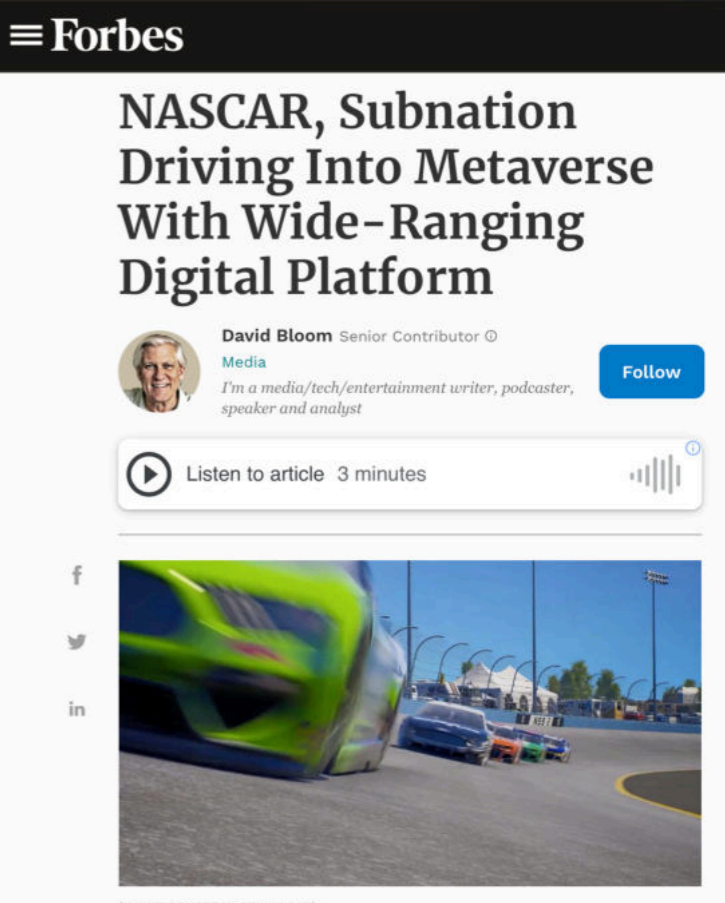 Forbes
NASCAR, Subnation
Driving Into Metaverse
With Wide-Ranging
Digital Platform
David Bloom Senior Contributor
Media
I'm a media/tech/entertainment writer, podcaster,
speaker and analyst
Follow
Listen to article 3 minutes
f
in